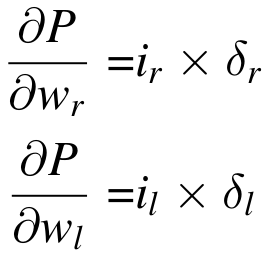 ∂P/∂w_r = i_r × δ_r
∂P/∂w_l = i_l × δ_l